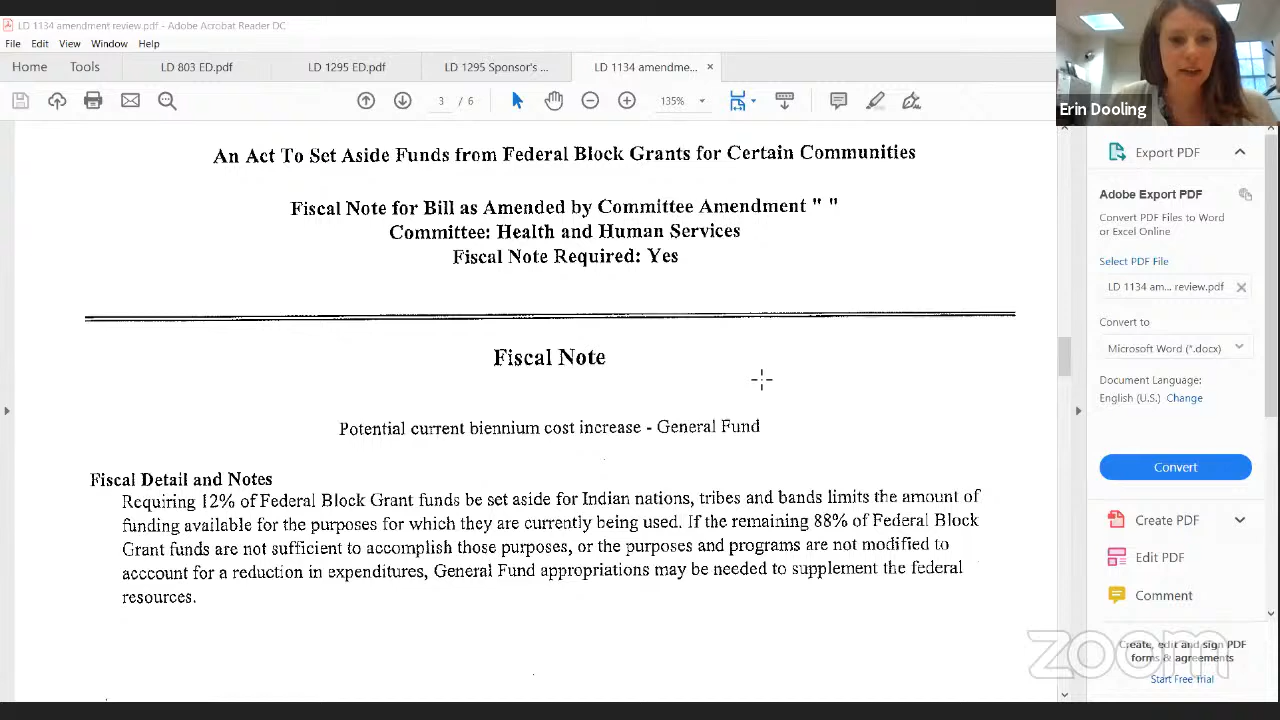 LD 1134 amendment review.pdf - Adobe Acrobat Reader DC
File Edit View Window Help
Home Tools LD 803 ED.pdf LD 1295 ED.pdf LD 1295 Sponsor's ... LD 1134 amendme... ×
3 / 6 135%
Erin Dooling
An Act To Set Aside Funds from Federal Block Grants for Certain Communities
Fiscal Note for Bill as Amended by Committee Amendment " "
Committee: Health and Human Services
Fiscal Note Required: Yes
Fiscal Note
Potential current biennium cost increase - General Fund
Fiscal Detail and Notes
Requiring 12% of Federal Block Grant funds be set aside for Indian nations, tribes and bands limits the amount of
funding available for the purposes for which they are currently being used. If the remaining 88% of Federal Block
Grant funds are not sufficient to accomplish those purposes, or the purposes and programs are not modified to
acccount for a reduction in expenditures, General Fund appropriations may be needed to supplement the federal
resources.
Export PDF
Adobe Export PDF
Convert PDF Files to Word
or Excel Online
Select PDF File
LD 1134 am... review.pdf ×
Convert to
Microsoft Word (*.docx)
Document Language:
English (U.S.) Change
Convert
Create PDF
Edit PDF
Comment
Create, edit and sign PDF
forms & agreements
Start Free Trial
zoom